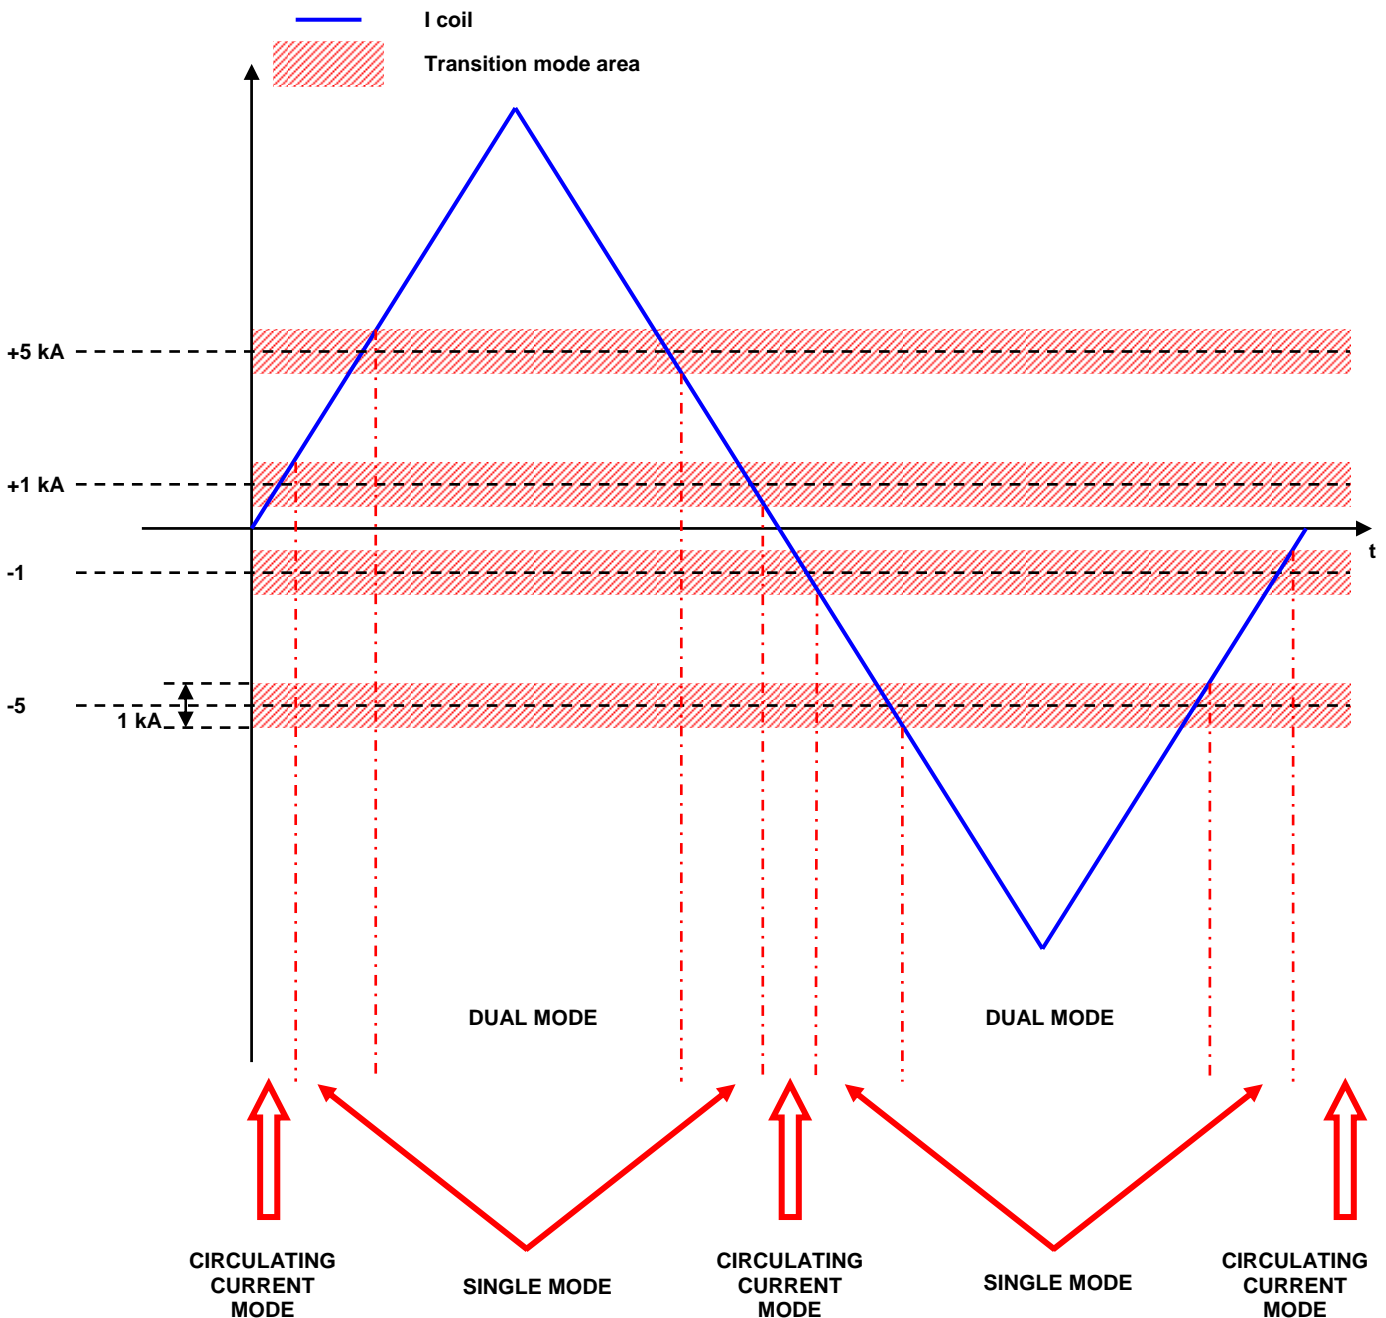 I coil
Transition mode area
+5 kA
+1 kA
t
-1
-5
1 kA
DUAL MODE
DUAL MODE
CIRCULATING
CURRENT
MODE
SINGLE MODE
CIRCULATING
CURRENT
MODE
SINGLE MODE
CIRCULATING
CURRENT
MODE